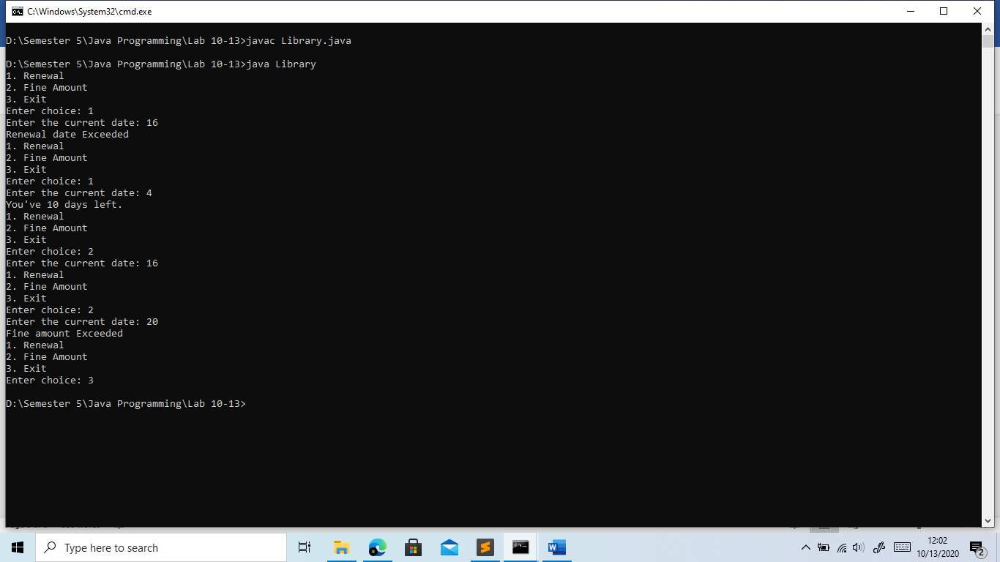 C:\Windows\System32\cmd.exe
D:\Semester 5\Java Programming\Lab 10-13>javac Library.java
D:\Semester 5\Java Programming\Lab 10-13>java Library
1. Renewal
2. Fine Amount
3. Exit
Enter choice: 1
Enter the current date: 16
Renewal date Exceeded
1. Renewal
2. Fine Amount
3. Exit
Enter choice: 1
Enter the current date: 4
You've 10 days left.
1. Renewal
2. Fine Amount
3. Exit
Enter choice: 2
Enter the current date: 16
1. Renewal
2. Fine Amount
3. Exit
Enter choice: 2
Enter the current date: 20
Fine amount Exceeded
1. Renewal
2. Fine Amount
3. Exit
Enter choice: 3
D:\Semester 5\Java Programming\Lab 10-13>
Type here to search
12:02
10/13/2020
2